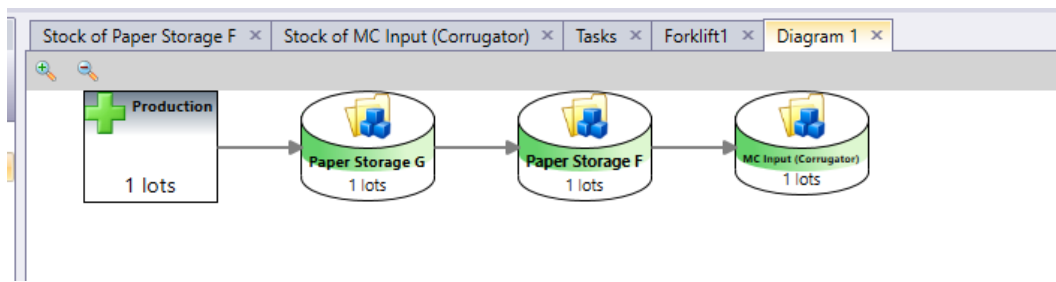 Stock of Paper Storage F × Stock of MC Input (Corrugator) × Tasks × Forklift1 × Diagram 1 ×
Production
1 lots
Paper Storage G
1 lots
Paper Storage F
1 lots
MC Input (Corrugator)
1 lots